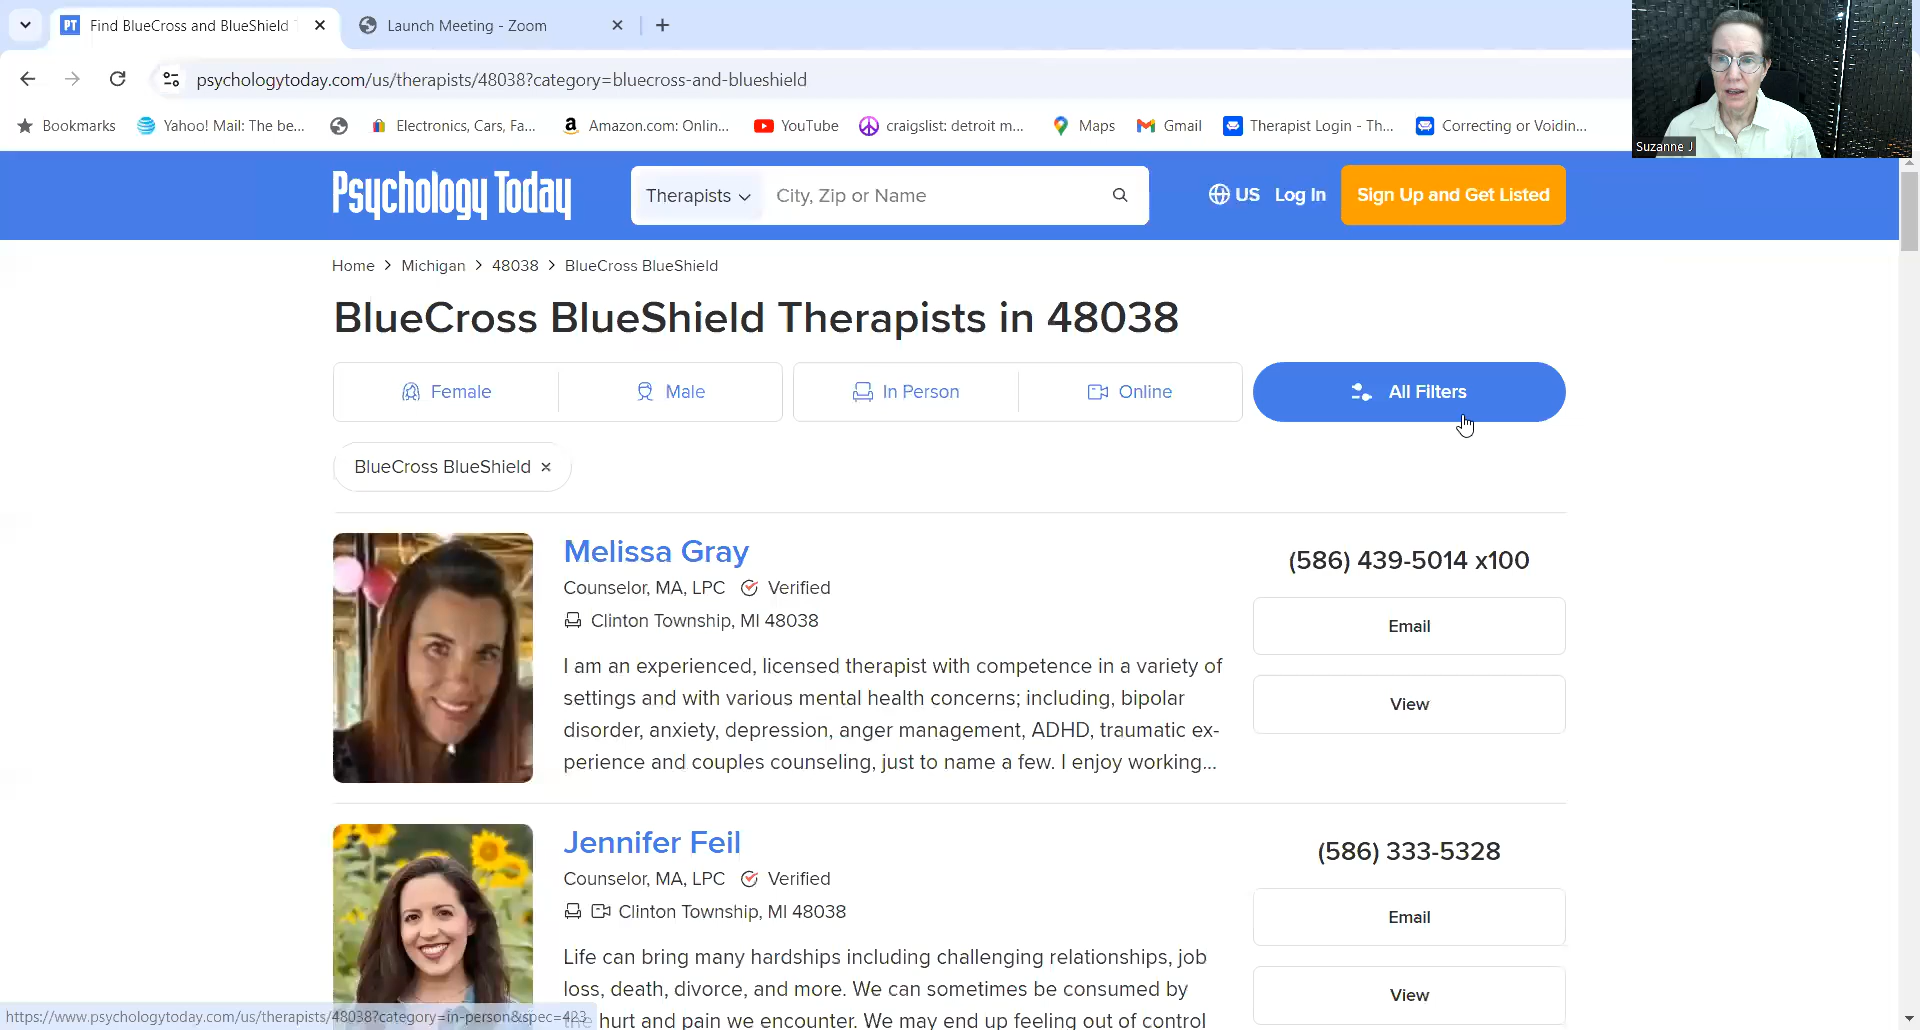 PT Find BlueCross and BlueShield
Launch Meeting - Zoom
psychologytoday.com/us/therapists/48038?category=bluecross-and-blueshield
Bookmarks
Yahoo! Mail: The be...
Electronics, Cars, Fa...
Amazon.com: Onlin...
YouTube
craigslist: detroit m...
Maps
Gmail
Therapist Login - Th...
Correcting or Voidin...
Suzanne J
Psychology Today
Therapists
City, Zip or Name
US
Log In
Sign Up and Get Listed
Home > Michigan > 48038 > BlueCross BlueShield
BlueCross BlueShield Therapists in 48038
Female
Male
In Person
Online
All Filters
BlueCross BlueShield ×
Melissa Gray
Counselor, MA, LPC Verified
Clinton Township, MI 48038
I am an experienced, licensed therapist with competence in a variety of
settings and with various mental health concerns; including, bipolar
disorder, anxiety, depression, anger management, ADHD, traumatic ex-
perience and couples counseling, just to name a few. I enjoy working...
(586) 439-5014 x100
Email
View
Jennifer Feil
Counselor, MA, LPC Verified
Clinton Township, MI 48038
Life can bring many hardships including challenging relationships, job
loss, death, divorce, and more. We can sometimes be consumed by
the hurt and pain we encounter. We may end up feeling out of control
(586) 333-5328
Email
View
https://www.psychologytoday.com/us/therapists/48038?category=in-person&spec=423